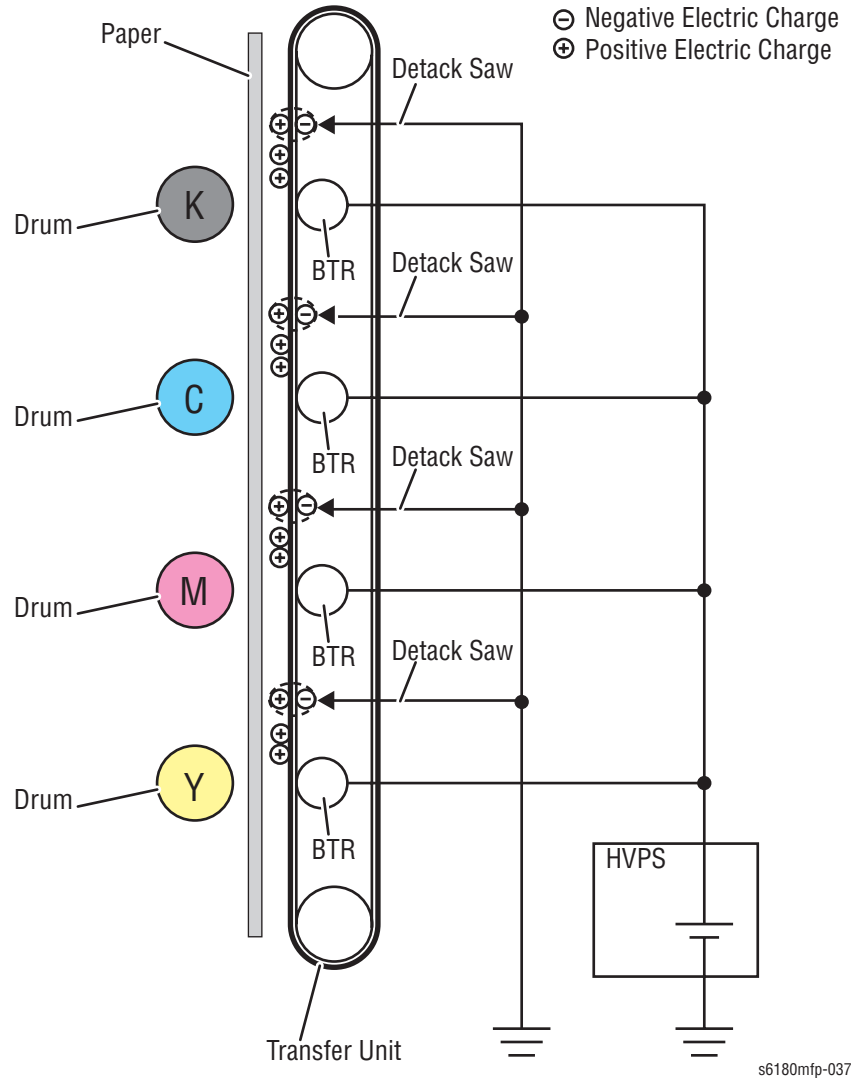 ⊖ Negative Electric Charge
⊕ Positive Electric Charge
Paper
Detack Saw
K
Drum
BTR
Detack Saw
C
Drum
BTR
Detack Saw
M
Drum
BTR
Detack Saw
Y
Drum
BTR
HVPS
Transfer Unit
s6180mfp-037